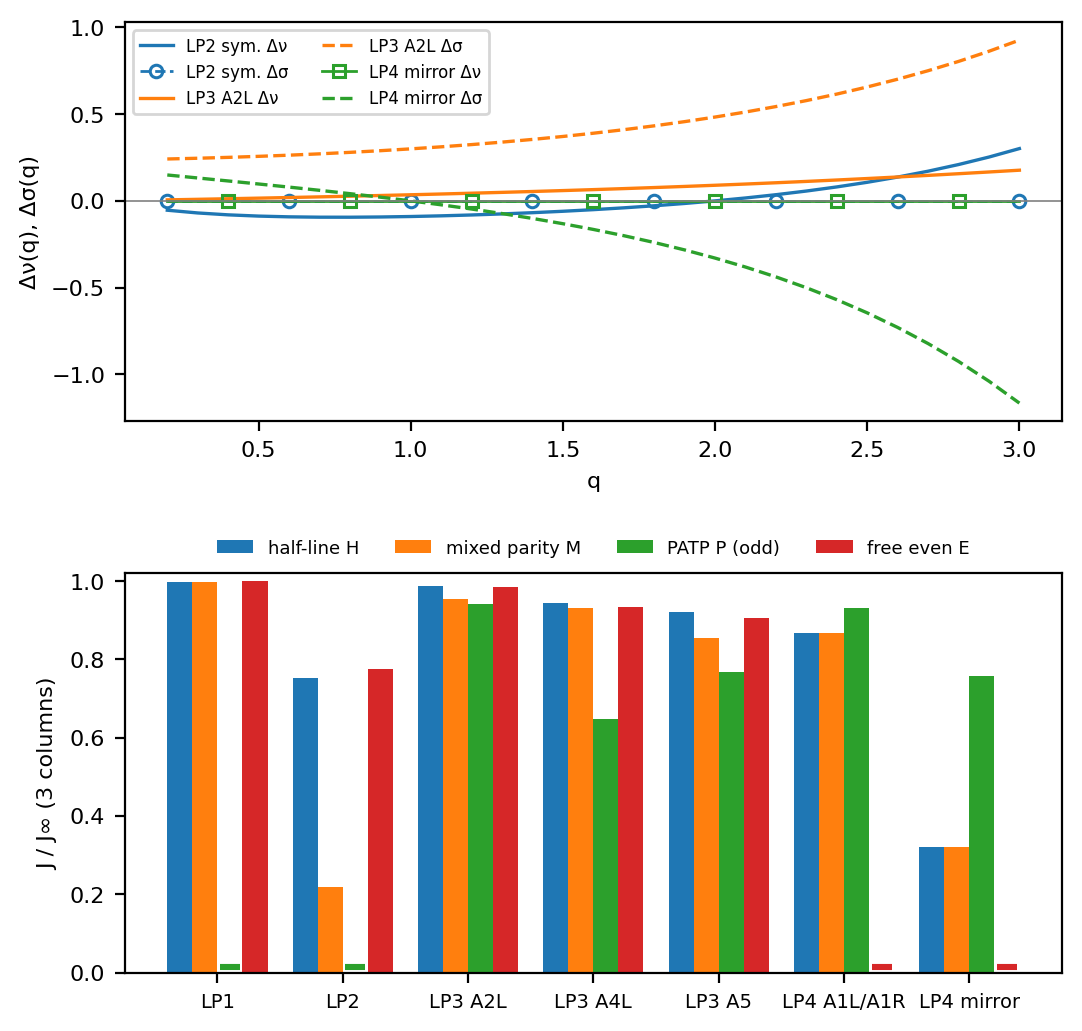 1.0
0.5
0.0
−0.5
−1.0
Δν(q), Δσ(q)
LP2 sym. Δν
LP2 sym. Δσ
LP3 A2L Δν
LP3 A2L Δσ
LP4 mirror Δν
LP4 mirror Δσ
0.5 1.0 1.5 2.0 2.5 3.0
q
half-line H mixed parity M PATP P (odd) free even E
1.0
0.8
0.6
0.4
0.2
0.0
J / J∞ (3 columns)
LP1 LP2 LP3 A2L LP3 A4L LP3 A5 LP4 A1L/A1R LP4 mirror